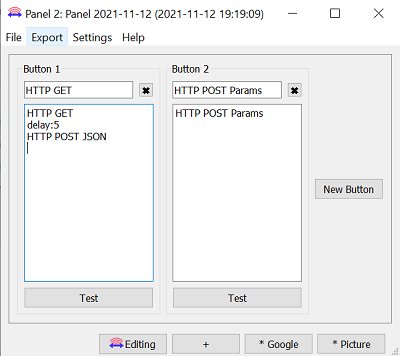 Panel 2: Panel 2021-11-12 (2021-11-12 19:19:09)
File Export Settings Help
Button 1
HTTP GET
HTTP GET
delay:5
HTTP POST JSON
Test
Button 2
HTTP POST Params
HTTP POST Params
Test
New Button
Editing
+
* Google
* Picture